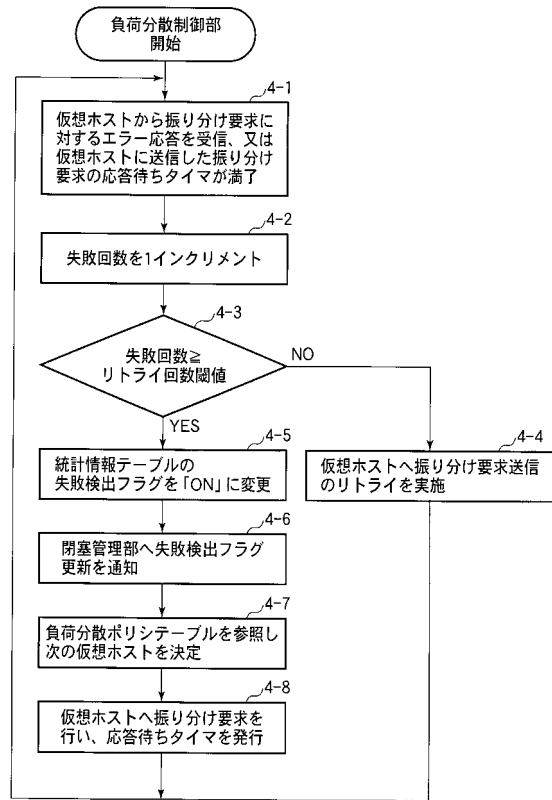 負荷分散制御部
開始
4-1
仮想ホストから振り分け要求に
対するエラー応答を受信、又は
仮想ホストに送信した振り分け
要求の応答待ちタイマが満了
4-2
失敗回数を1インクリメント
4-3
失敗回数≧
リトライ回数閾値
NO
YES
4-5
統計情報テーブルの
失敗検出フラグを「ON」に変更
4-4
仮想ホストへ振り分け要求送信
のリトライを実施
4-6
閉塞管理部へ失敗検出フラグ
更新を通知
4-7
負荷分散ポリシテーブルを参照し
次の仮想ホストを決定
4-8
仮想ホストへ振り分け要求を
行い、応答待ちタイマを発行